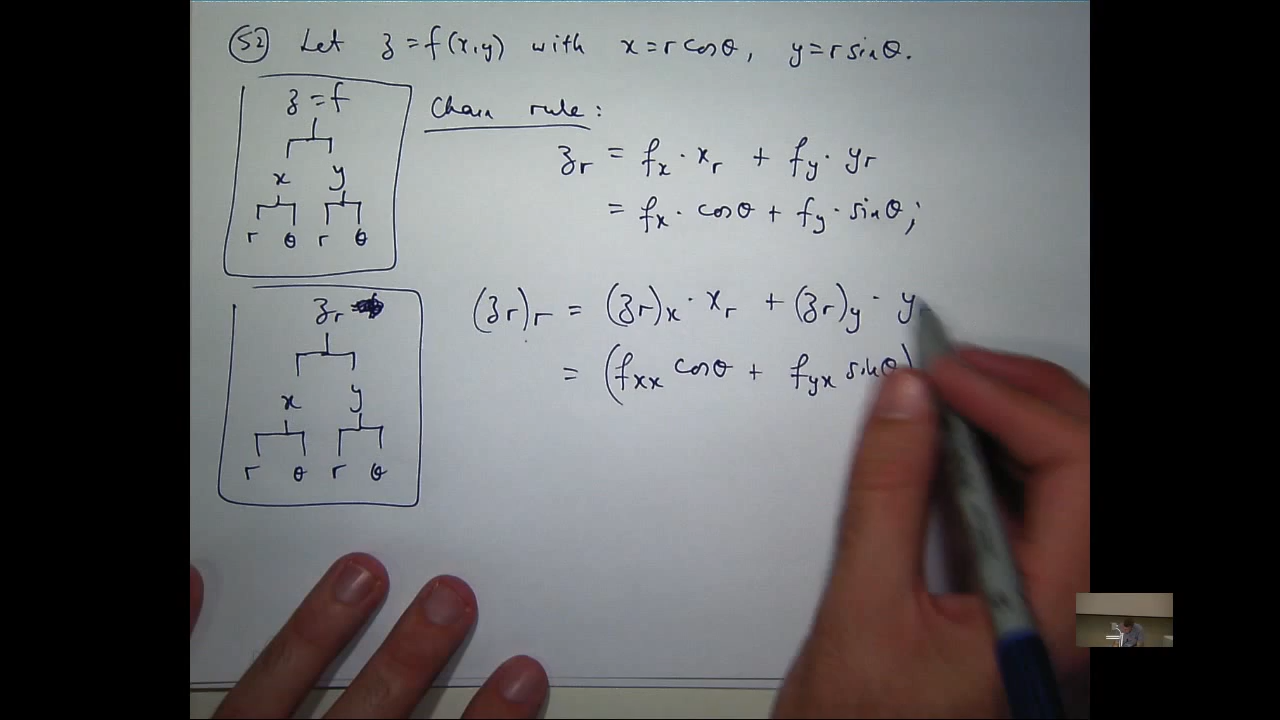 52 Let z = f(x,y) with x = r cosθ, y = r sinθ.
z = f
x y
r θ r θ
Chain rule:
z_r = f_x · x_r + f_y · y_r
= f_x · cosθ + f_y · sinθ;
z_r
x y
r θ r θ
(z_r)_r = (z_r)_x · x_r + (z_r)_y · y
= (f_xx cosθ + f_yx sinθ)